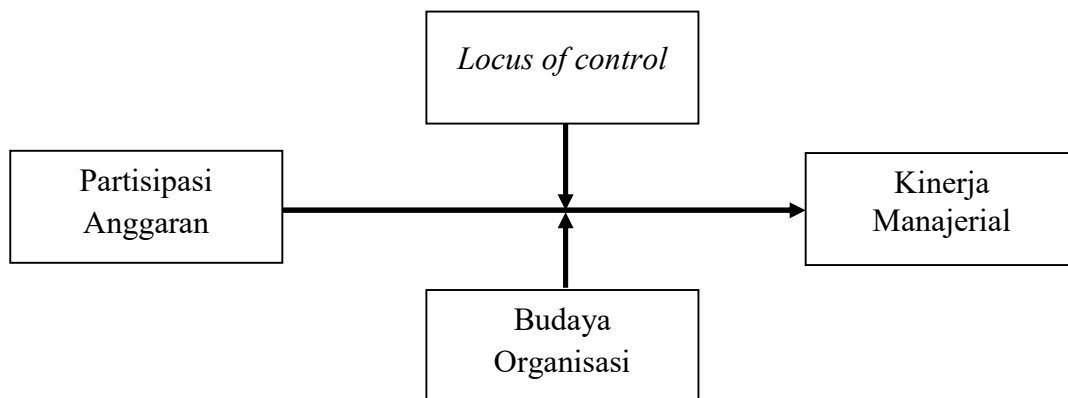 Locus of control
Partisipasi
Anggaran
Kinerja
Manajerial
Budaya
Organisasi